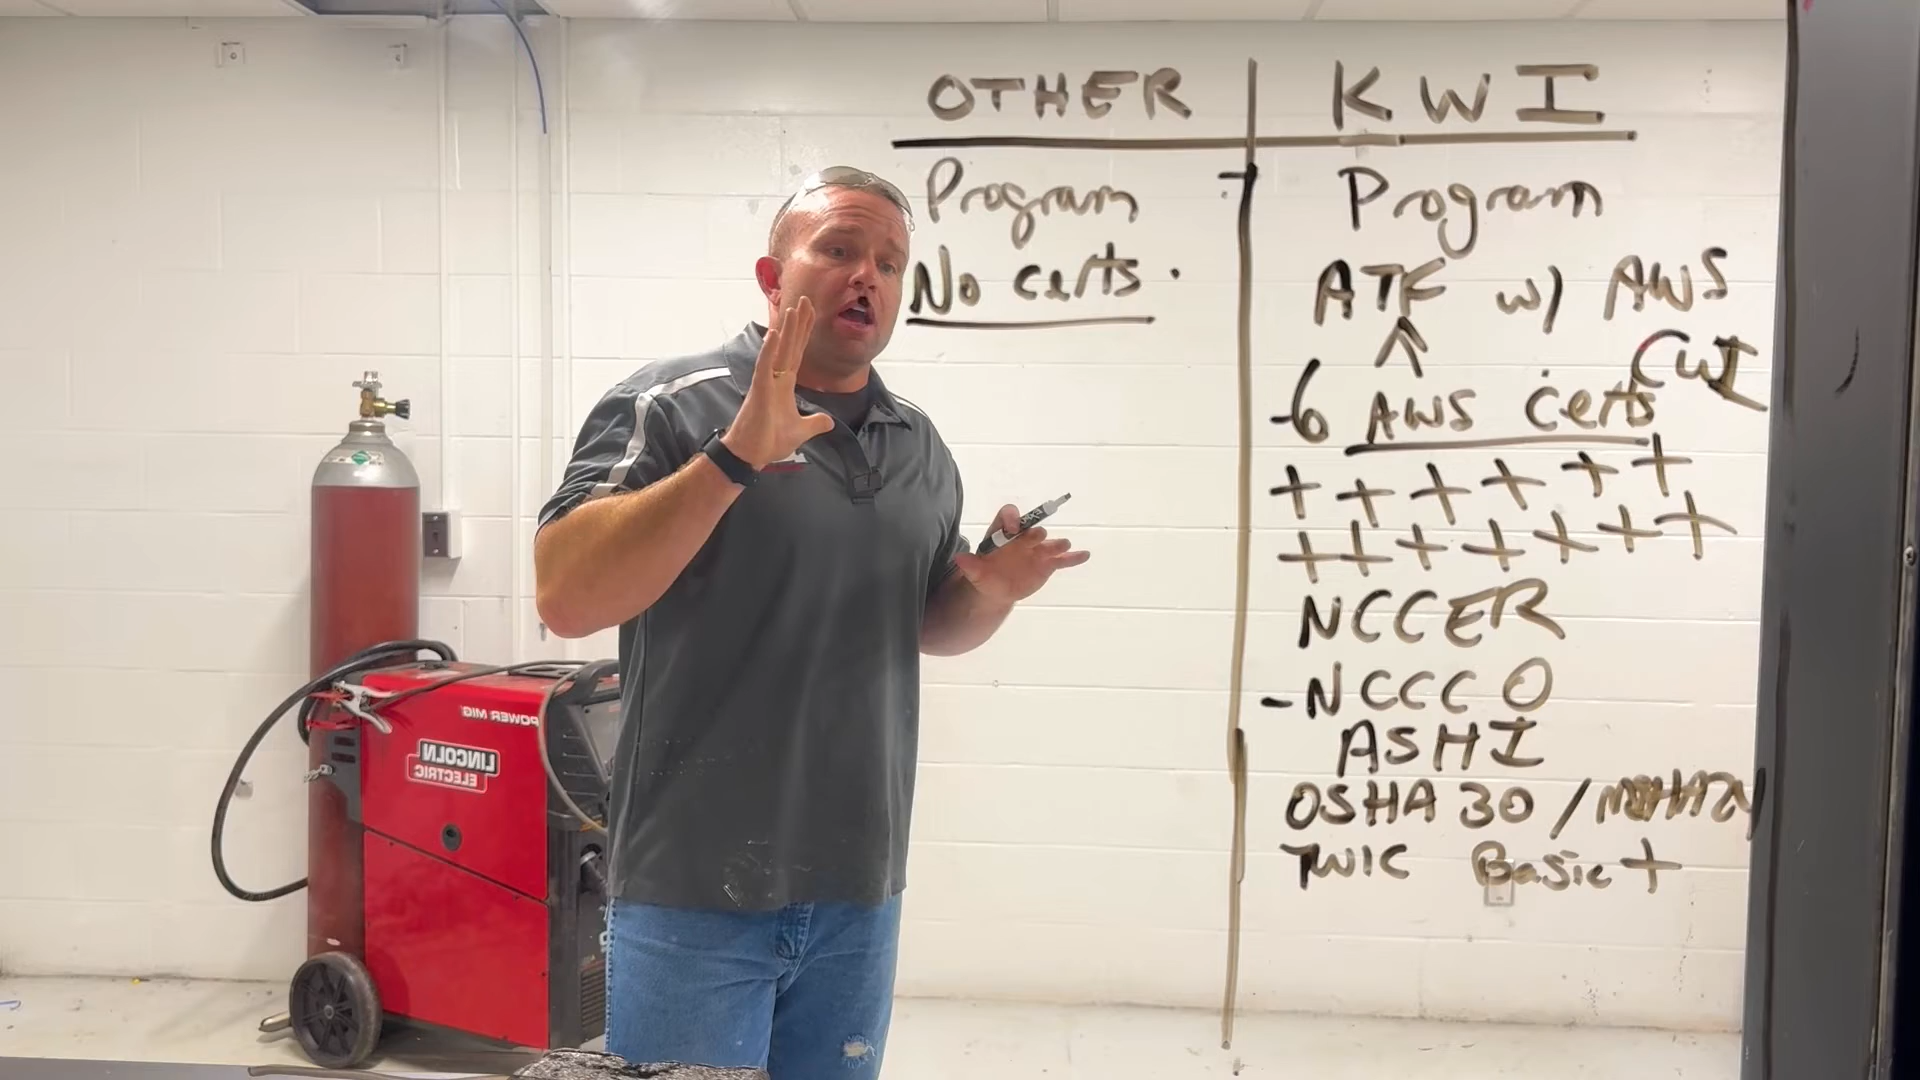 OTHER | KWI
Program
No certs.
Program
ATF w/ AWS
CWI
-6 AWS Certs
+ + + + + +
+ + + + + + +
NCCER
-NCCCO
ASHI
OSHA 30 /
TWIC Basic +
POWER MIG
LINCOLN
ELECTRIC
EXPO